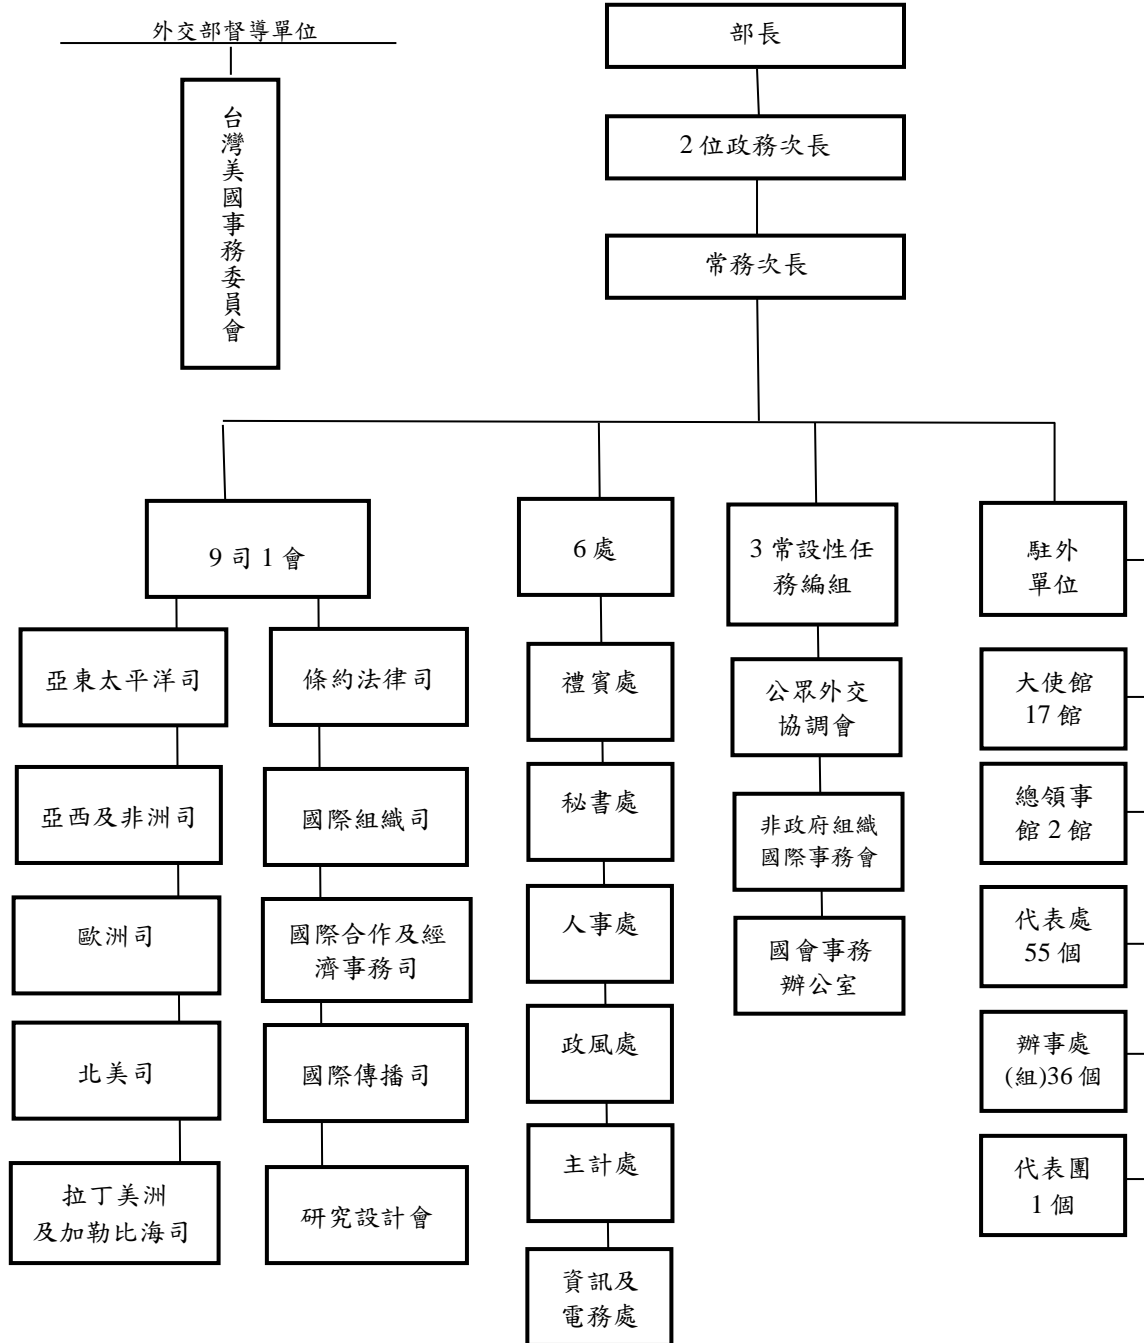 外交部督導單位
台灣美國事務委員會
部長
2位政務次長
常務次長
9司1會
亞東太平洋司
亞西及非洲司
歐洲司
北美司
拉丁美洲
及加勒比海司
條約法律司
國際組織司
國際合作及經
濟事務司
國際傳播司
研究設計會
6處
禮賓處
秘書處
人事處
政風處
主計處
資訊及
電務處
3常設性任
務編組
公眾外交
協調會
非政府組織
國際事務會
國會事務
辦公室
駐外
單位
大使館
17館
總領事
館2館
代表處
55個
辦事處
(組)36個
代表團
1個